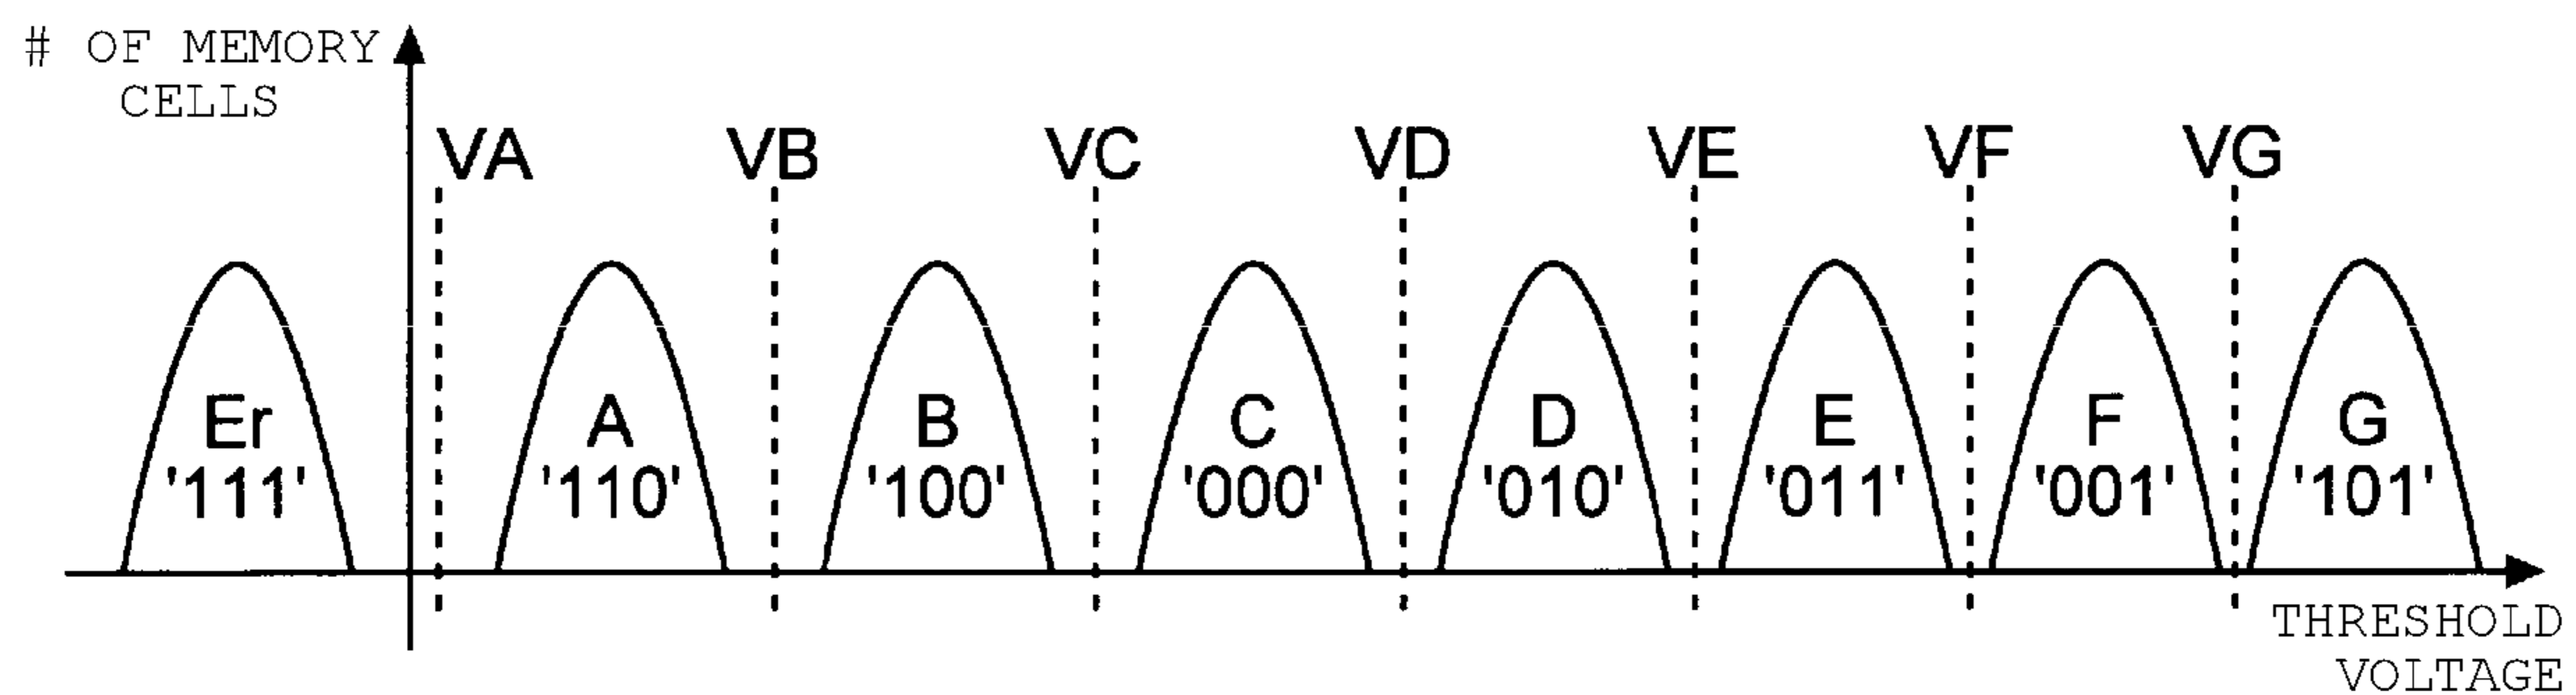 # OF MEMORY
CELLS
VA VB VC VD VE VF VG
Er A B C D E F G
'111' '110' '100' '000' '010' '011' '001' '101'
THRESHOLD
VOLTAGE